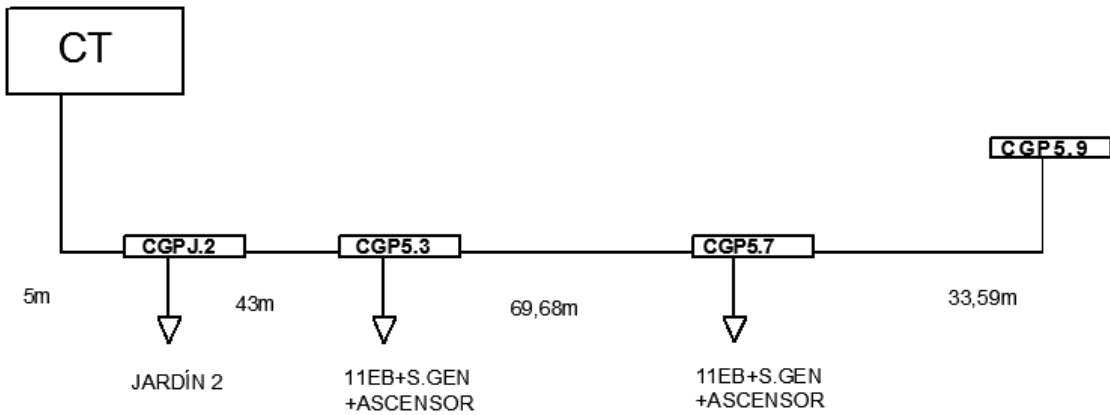 CT
CGP5.9
CGPJ.2
CGP5.3
CGP5.7
5m
43m
69,68m
33,59m
JARDÍN 2
11EB+S.GEN
+ASCENSOR
11EB+S.GEN
+ASCENSOR